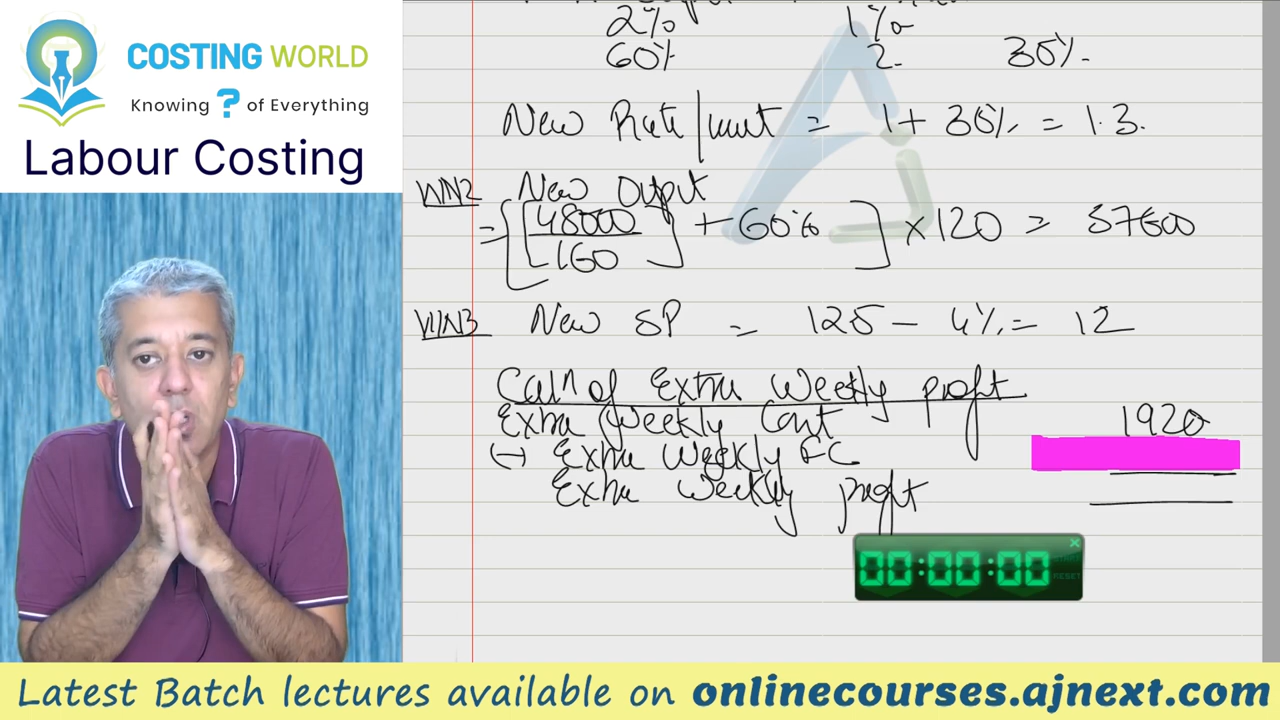 COSTING WORLD
Knowing ? of Everything
Labour Costing
2% 1%
60% 2. 30%.
New Rate/unit = 1 + 30% = 1.3.
WN2 New Output
= {[48000/160] + 60%] × 120 = 57600
WN3 New SP = 125 - 4% = 12
Caln of Extra Weekly profit
Extra Weekly Cont 1920
(-) Extra Weekly FC
Extra Weekly profit
00:00:00
RESET
Latest Batch lectures available on onlinecourses.ajnext.com